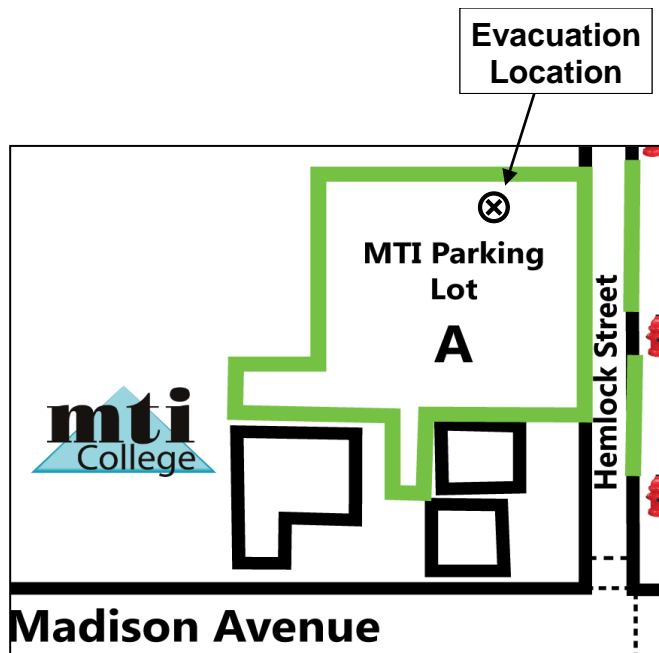 Evacuation
Location
MTI Parking
Lot
A
Hemlock Street
mti
College
Madison Avenue